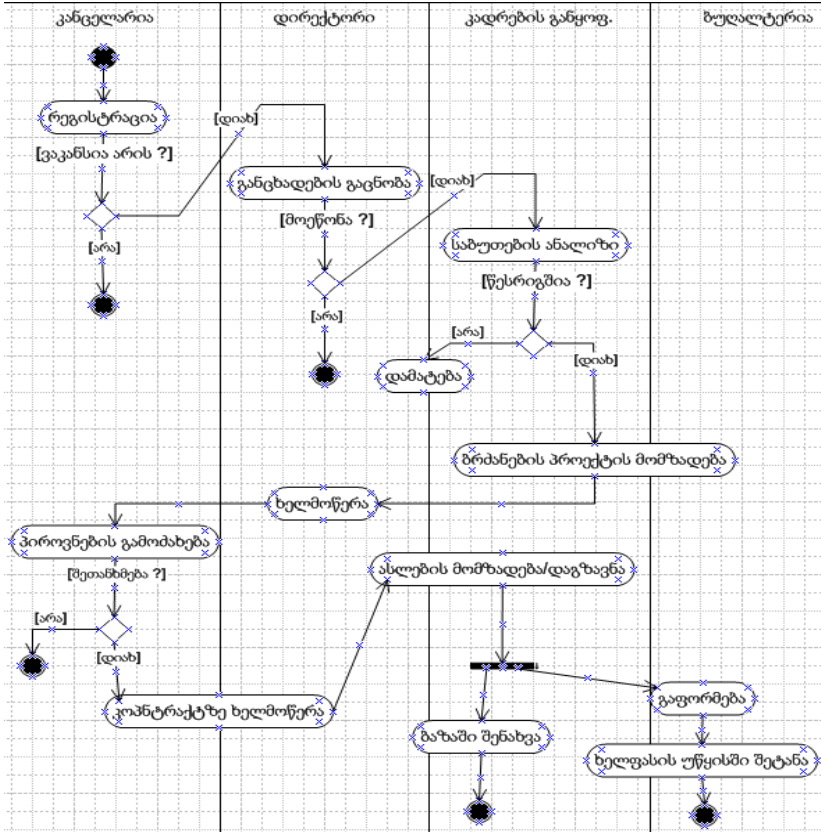 კანცელარია
დირექტორი
კადრების განყოფ.
ბუღალტერია
რეგისტრაცია
[ვაკანსია არის ?]
[დიახ]
[არა]
განცხადების გაცნობა
[მოეწონა ?]
[დიახ]
[არა]
საბუთების ანალიზი
[წესრიგშია ?]
[არა]
[დიახ]
დამატება
ბრძანების პროექტის მომზადება
ხელმოწერა
პიროვნების გამოძახება
[შეთანხმება ?]
[არა]
[დიახ]
კოპნტრაქტზე ხელმოწერა
ასლების მომზადება/დაგზავნა
ბაზაში შენახვა
გაფორმება
ხელფასის უწყისში შეტანა